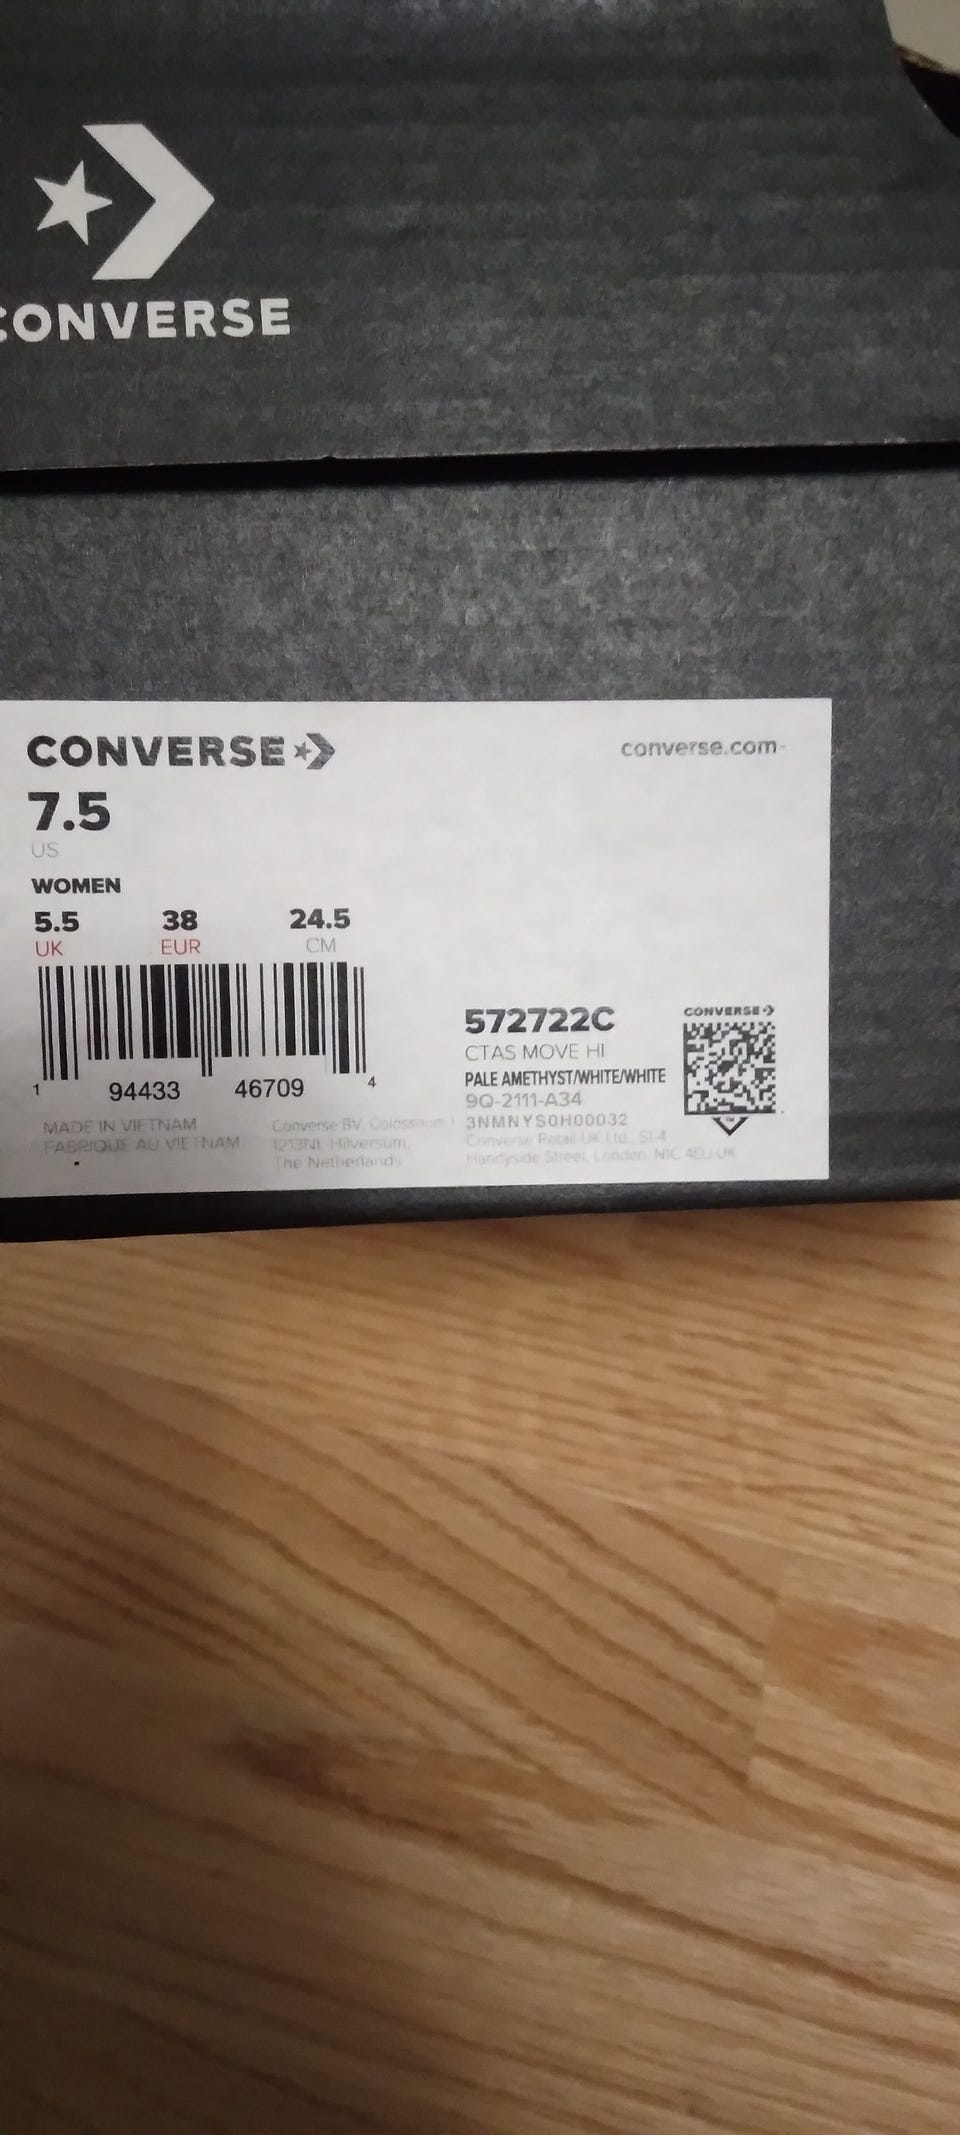 CONVERSE
CONVERSE
converse.com
7.5
US
WOMEN
5.5 38 24.5
UK EUR CM
1 94433 46709 4
MADE IN VIETNAM
FABRIQUE AU VIETNAM
Converse BV, Colosseum 1
1213NL Hilversum,
The Netherlands
572722C
CTAS MOVE HI
PALE AMETHYST/WHITE/WHITE
9Q-2111-A34
3NMNYS0H00032
Converse Retail UK Ltd., S1-4
Handyside Street, London, N1C 4DJ UK
CONVERSE